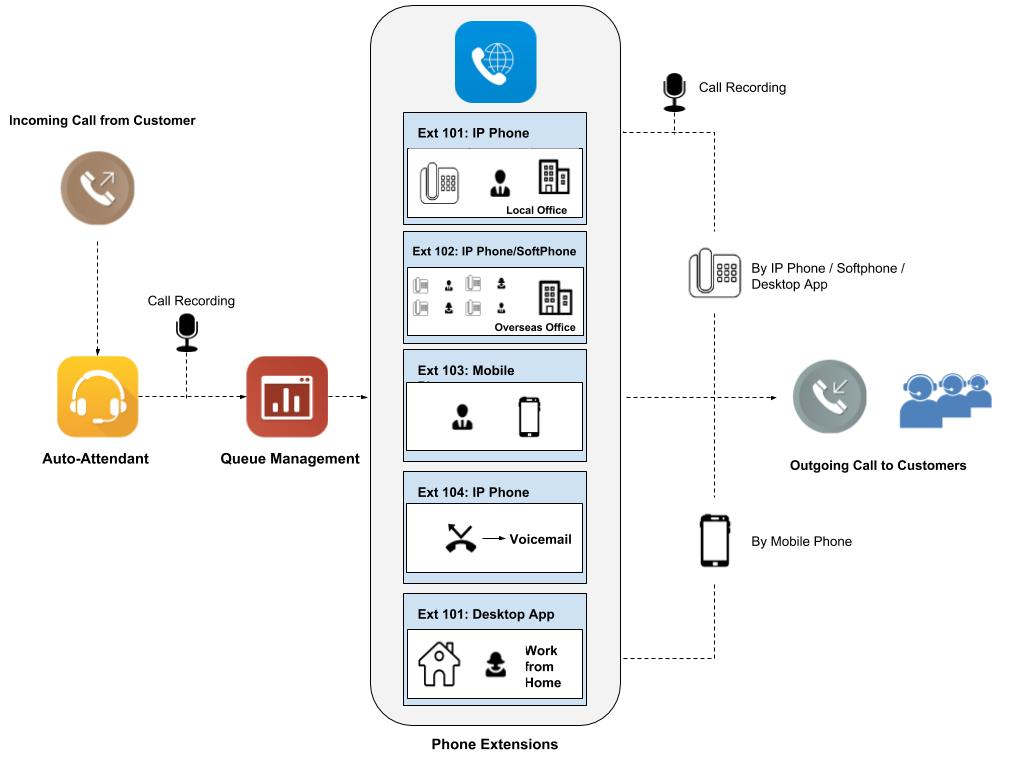 Incoming Call from Customer
Call Recording
Auto-Attendant
Queue Management
Ext 101: IP Phone
Local Office
Ext 102: IP Phone/SoftPhone
Overseas Office
Ext 103: Mobile
Ext 104: IP Phone
Voicemail
Ext 101: Desktop App
Work
from
Home
Phone Extensions
Call Recording
By IP Phone / Softphone /
Desktop App
Outgoing Call to Customers
By Mobile Phone